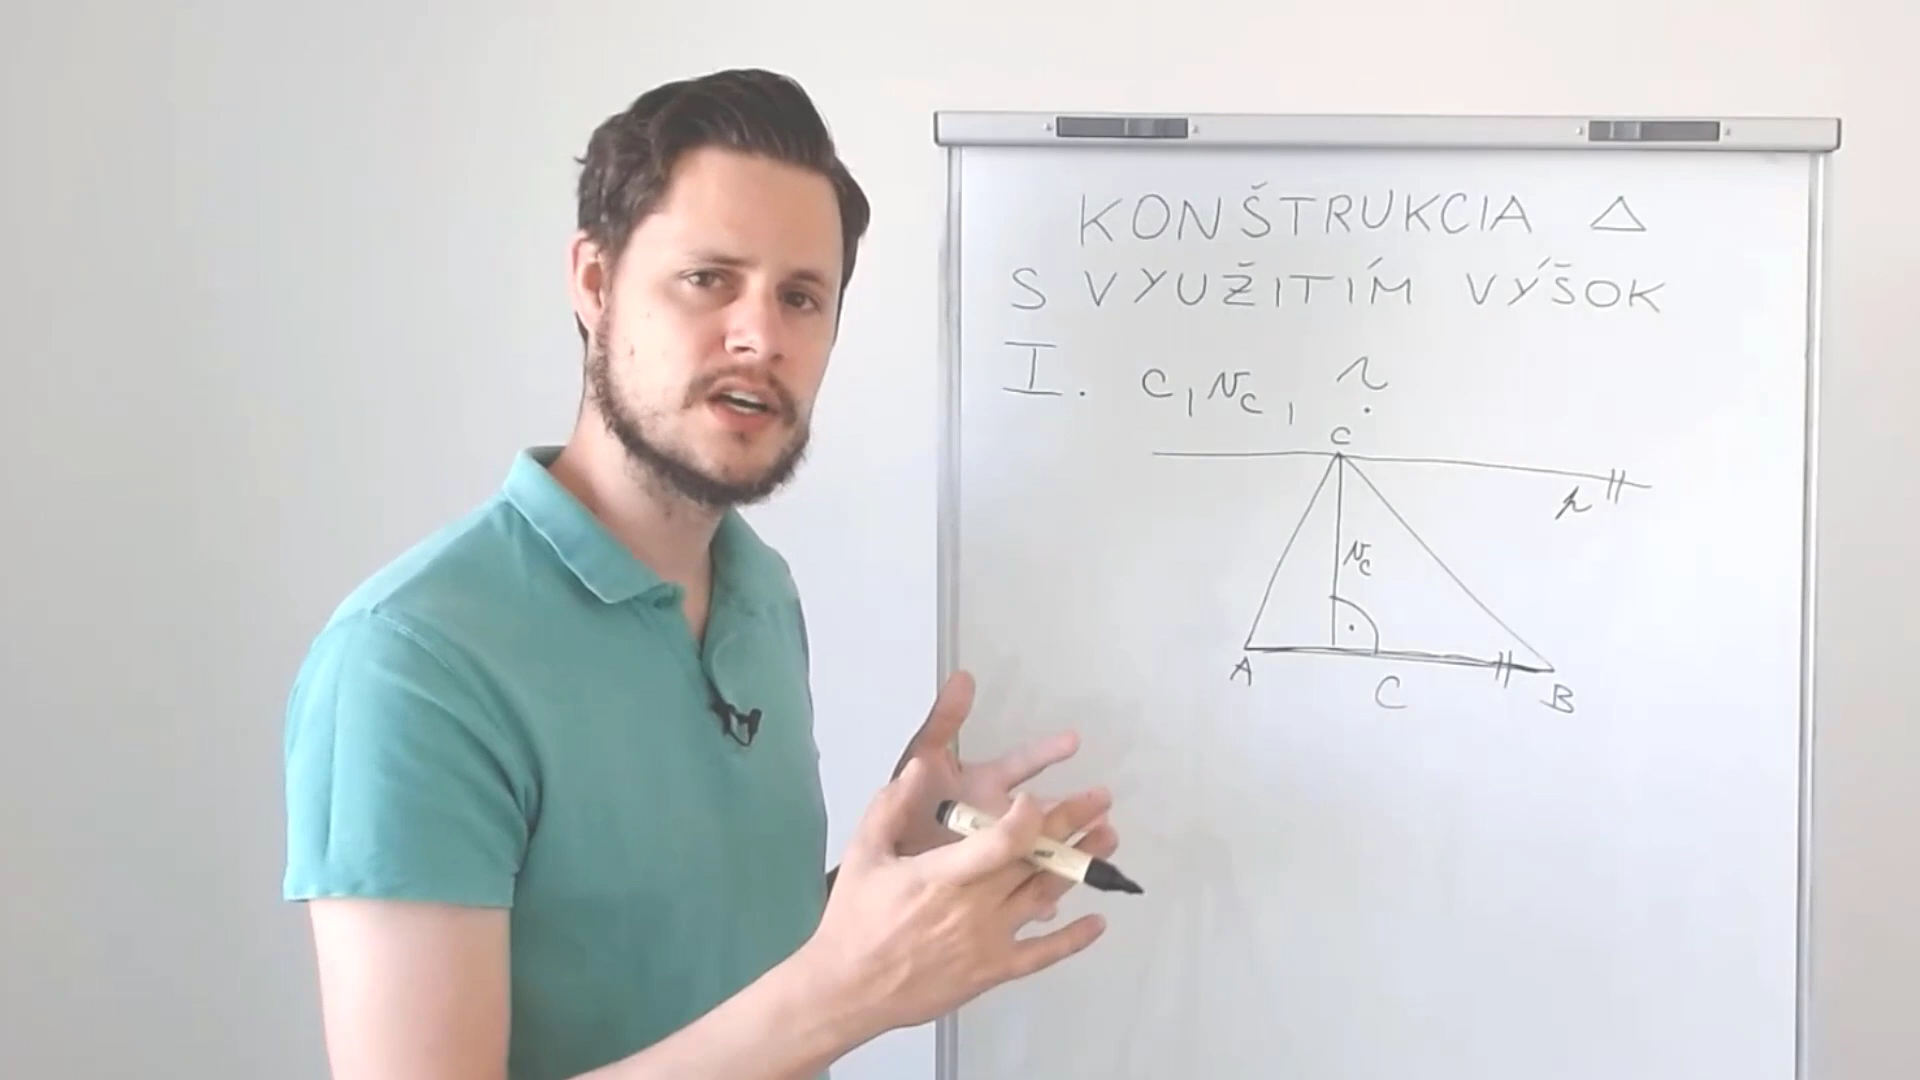 KONŠTRUKCIA △
S VYUŽITÍM VÝŠOK
I. c, vc, ?
C
p
vc
A
c
B